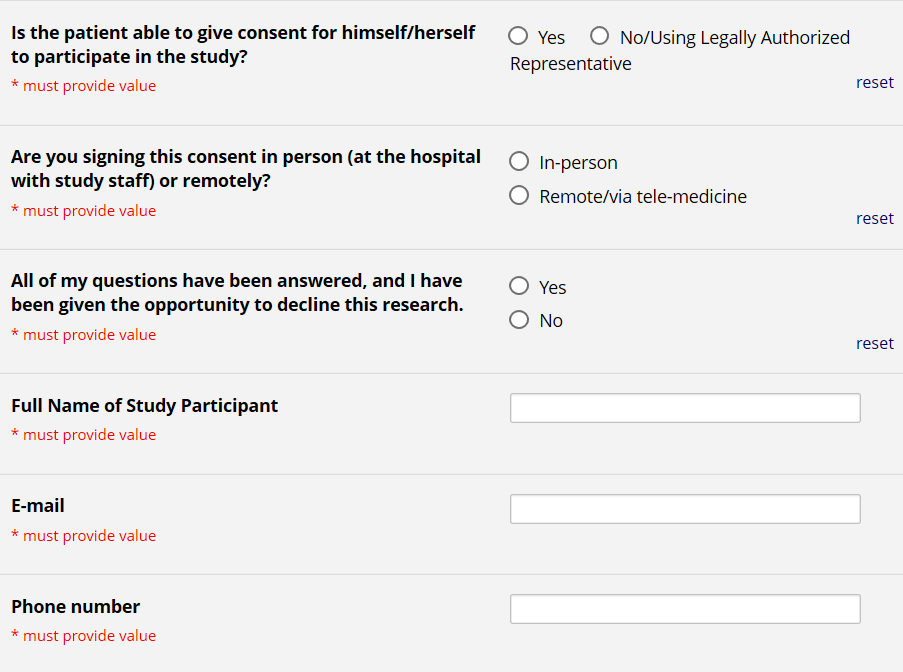 Is the patient able to give consent for himself/herself
to participate in the study?
* must provide value
Yes No/Using Legally Authorized
Representative
reset
Are you signing this consent in person (at the hospital
with study staff) or remotely?
* must provide value
In-person
Remote/via tele-medicine
reset
All of my questions have been answered, and I have
been given the opportunity to decline this research.
* must provide value
Yes
No
reset
Full Name of Study Participant
* must provide value
E-mail
* must provide value
Phone number
* must provide value